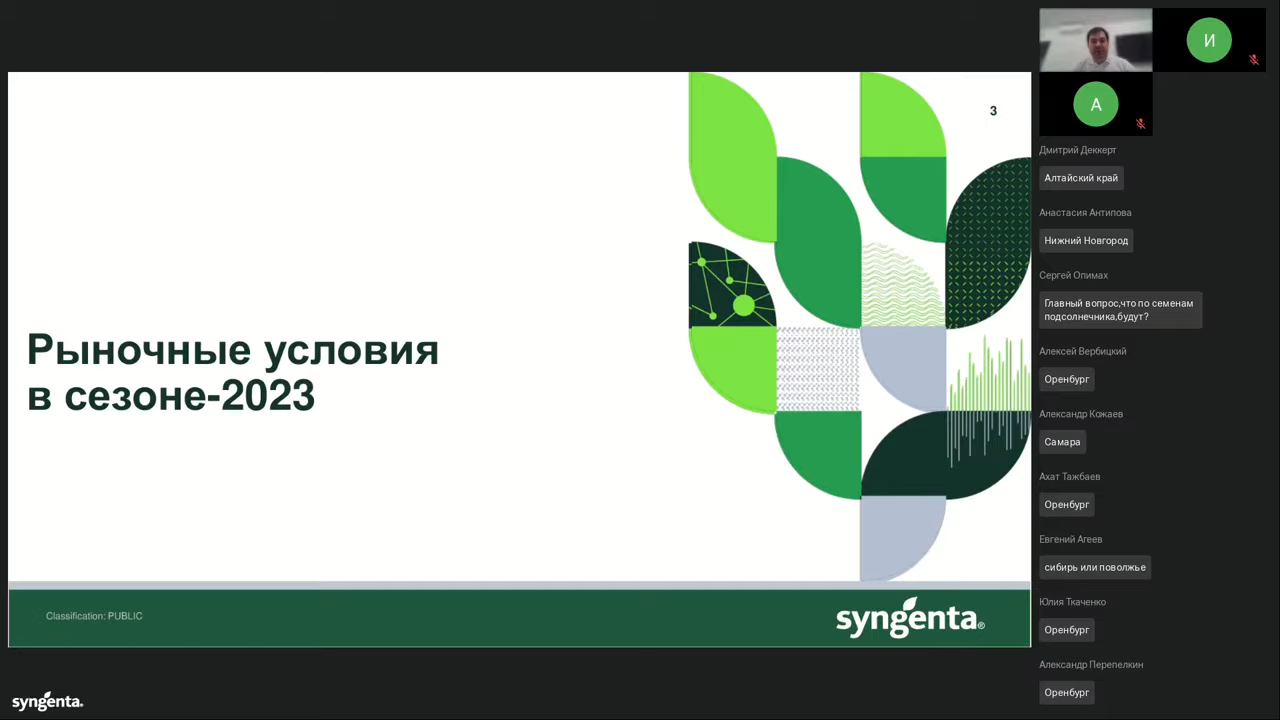 3
Рыночные условия
в сезоне-2023
Classification: PUBLIC
syngenta®
syngenta.
И
А
Дмитрий Деккерт
Алтайский край
Анастасия Антипова
Нижний Новгород
Сергей Опимах
Главный вопрос,что по семенам
подсолнечника,будут?
Алексей Вербицкий
Оренбург
Александр Кожаев
Самара
Ахат Тажбаев
Оренбург
Евгений Агеев
сибирь или поволжье
Юлия Ткаченко
Оренбург
Александр Перепелкин
Оренбург